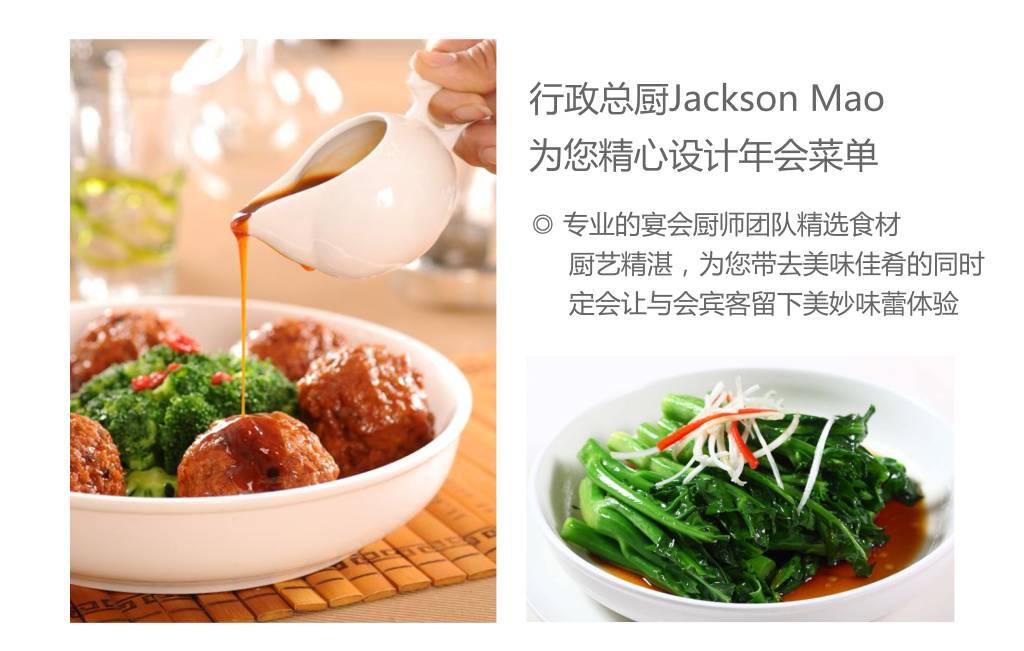 行政总厨Jackson Mao
为您精心设计年会菜单
◎ 专业的宴会厨师团队精选食材
厨艺精湛，为您带去美味佳肴的同时
定会让与会宾客留下美妙味蕾体验